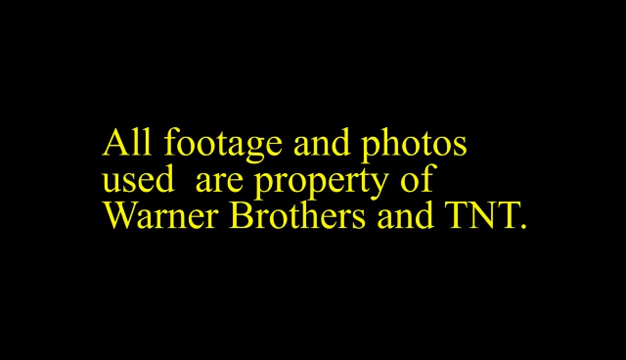 All footage and photos
used  are property of
Warner Brothers and TNT.